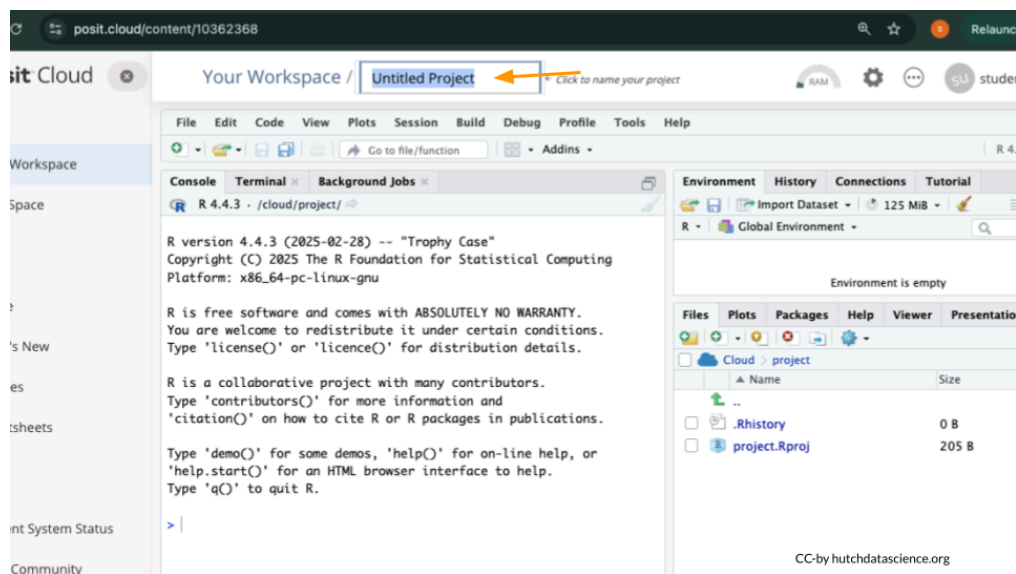 posit.cloud/content/10362368
Relaunc
sit Cloud
Your Workspace / Untitled Project
Click to name your project
RAM
SU
studen
S
File Edit Code View Plots Session Build Debug Profile Tools Help
Go to file/function
Addins
R 4.
Workspace
Space
's New
es
tsheets
nt System Status
Community
Console Terminal Background Jobs
R 4.4.3 · /cloud/project/
R version 4.4.3 (2025-02-28) -- "Trophy Case"
Copyright (C) 2025 The R Foundation for Statistical Computing
Platform: x86_64-pc-linux-gnu
R is free software and comes with ABSOLUTELY NO WARRANTY.
You are welcome to redistribute it under certain conditions.
Type 'license()' or 'licence()' for distribution details.
R is a collaborative project with many contributors.
Type 'contributors()' for more information and
'citation()' on how to cite R or R packages in publications.
Type 'demo()' for some demos, 'help()' for on-line help, or
'help.start()' for an HTML browser interface to help.
Type 'q()' to quit R.
>
Environment History Connections Tutorial
Import Dataset 125 MiB
R Global Environment
Environment is empty
Files Plots Packages Help Viewer Presentatio
Cloud > project
Name Size
..
.Rhistory 0 B
project.Rproj 205 B
CC-by hutchdatascience.org